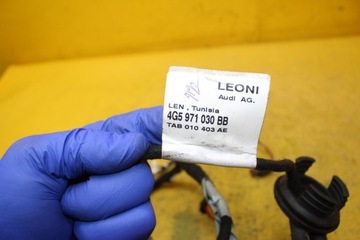 LEONI
Audi AG.
LEN , Tunisia
4G5 971 030 BB
TAB 010 403 AE